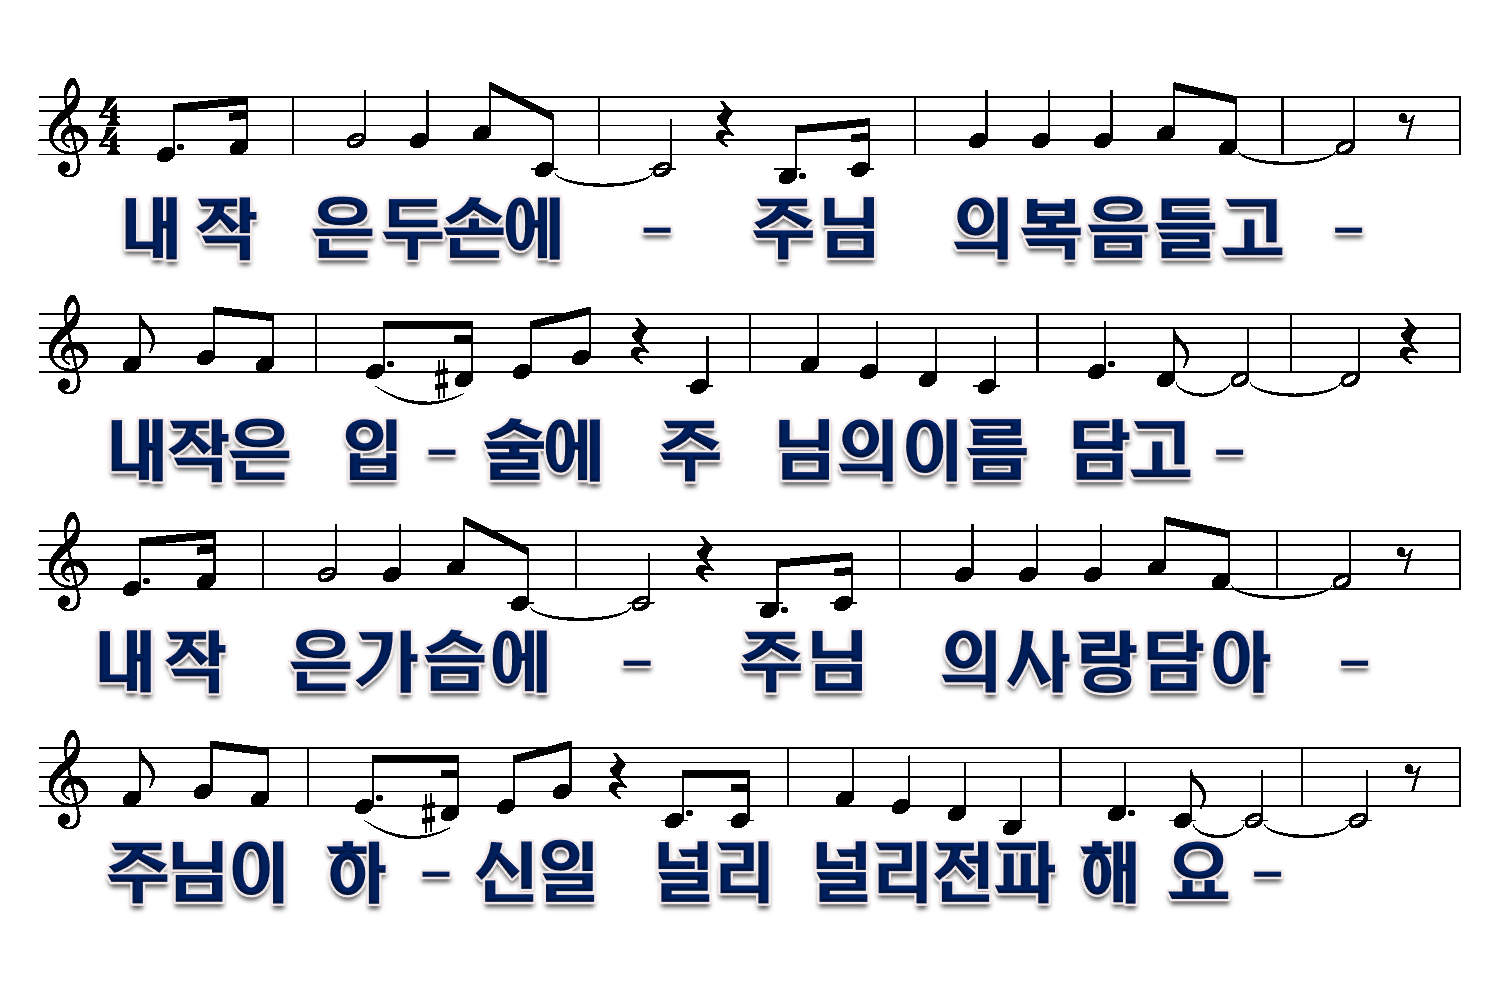 내 작 은두손에 - 주님 의복음들고 -
내작은 입 - 술에 주 님의이름 담고 -
내 작 은가슴에 - 주님 의사랑담아 -
주님이 하 - 신일 널리 널리전파 해 요 -